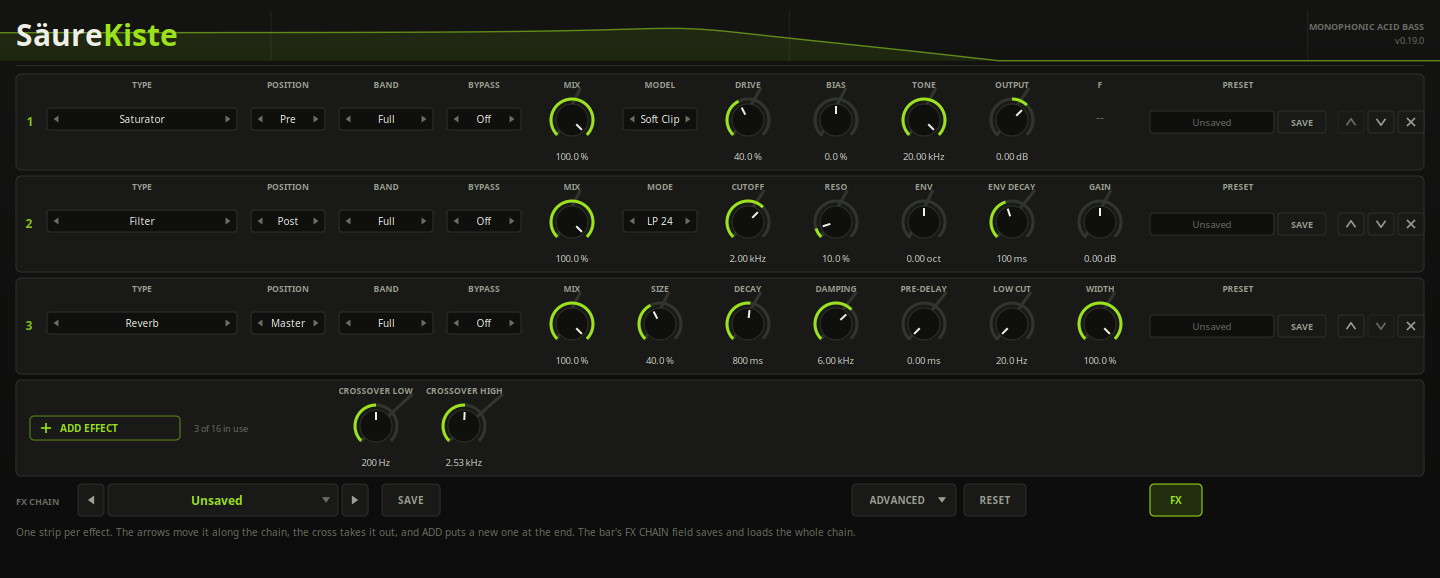 SäureKiste
MONOPHONIC ACID BASS
v0.19.0
TYPE POSITION BAND BYPASS MIX MODEL DRIVE BIAS TONE OUTPUT F PRESET
1 Saturator Pre Full Off Soft Clip -- Unsaved SAVE
100.0 % 40.0 % 0.0 % 20.00 kHz 0.00 dB
TYPE POSITION BAND BYPASS MIX MODE CUTOFF RESO ENV ENV DECAY GAIN PRESET
2 Filter Post Full Off LP 24 Unsaved SAVE
100.0 % 2.00 kHz 10.0 % 0.00 oct 100 ms 0.00 dB
TYPE POSITION BAND BYPASS MIX SIZE DECAY DAMPING PRE-DELAY LOW CUT WIDTH PRESET
3 Reverb Master Full Off Unsaved SAVE
100.0 % 40.0 % 800 ms 6.00 kHz 0.00 ms 20.0 Hz 100.0 %
CROSSOVER LOW CROSSOVER HIGH
ADD EFFECT 3 of 16 in use
200 Hz 2.53 kHz
FX CHAIN Unsaved SAVE ADVANCED RESET FX
One strip per effect. The arrows move it along the chain, the cross takes it out, and ADD puts a new one at the end. The bar's FX CHAIN field saves and loads the whole chain.